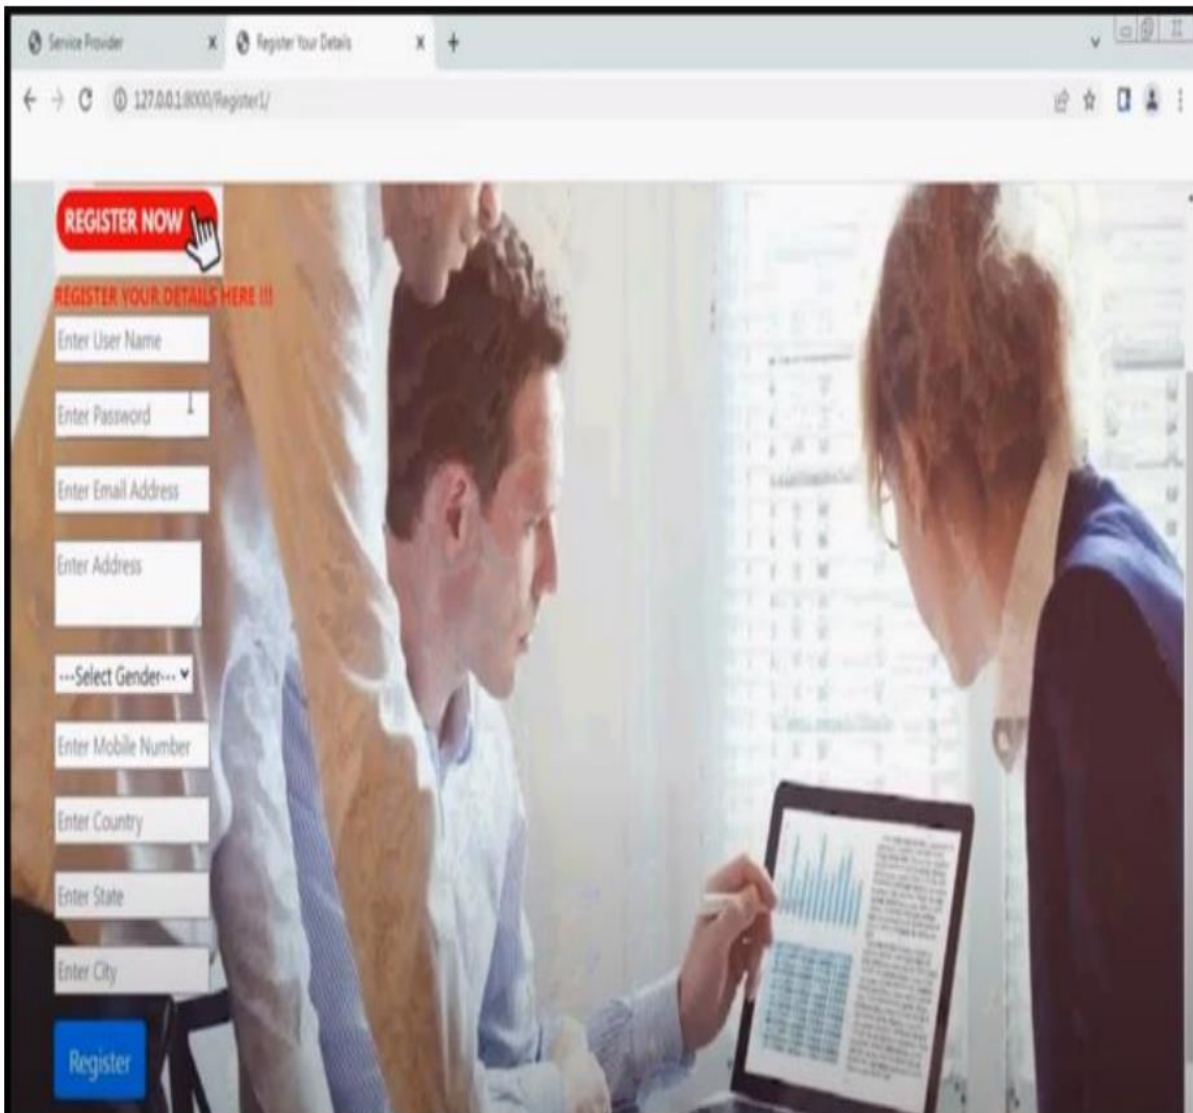 Service Provider
Register Your Details
127.0.0.1:8000/Register1/
REGISTER NOW
REGISTER YOUR DETAILS HERE !!!
Enter User Name
Enter Password
Enter Email Address
Enter Address
---Select Gender---
Enter Mobile Number
Enter Country
Enter State
Enter City
Register